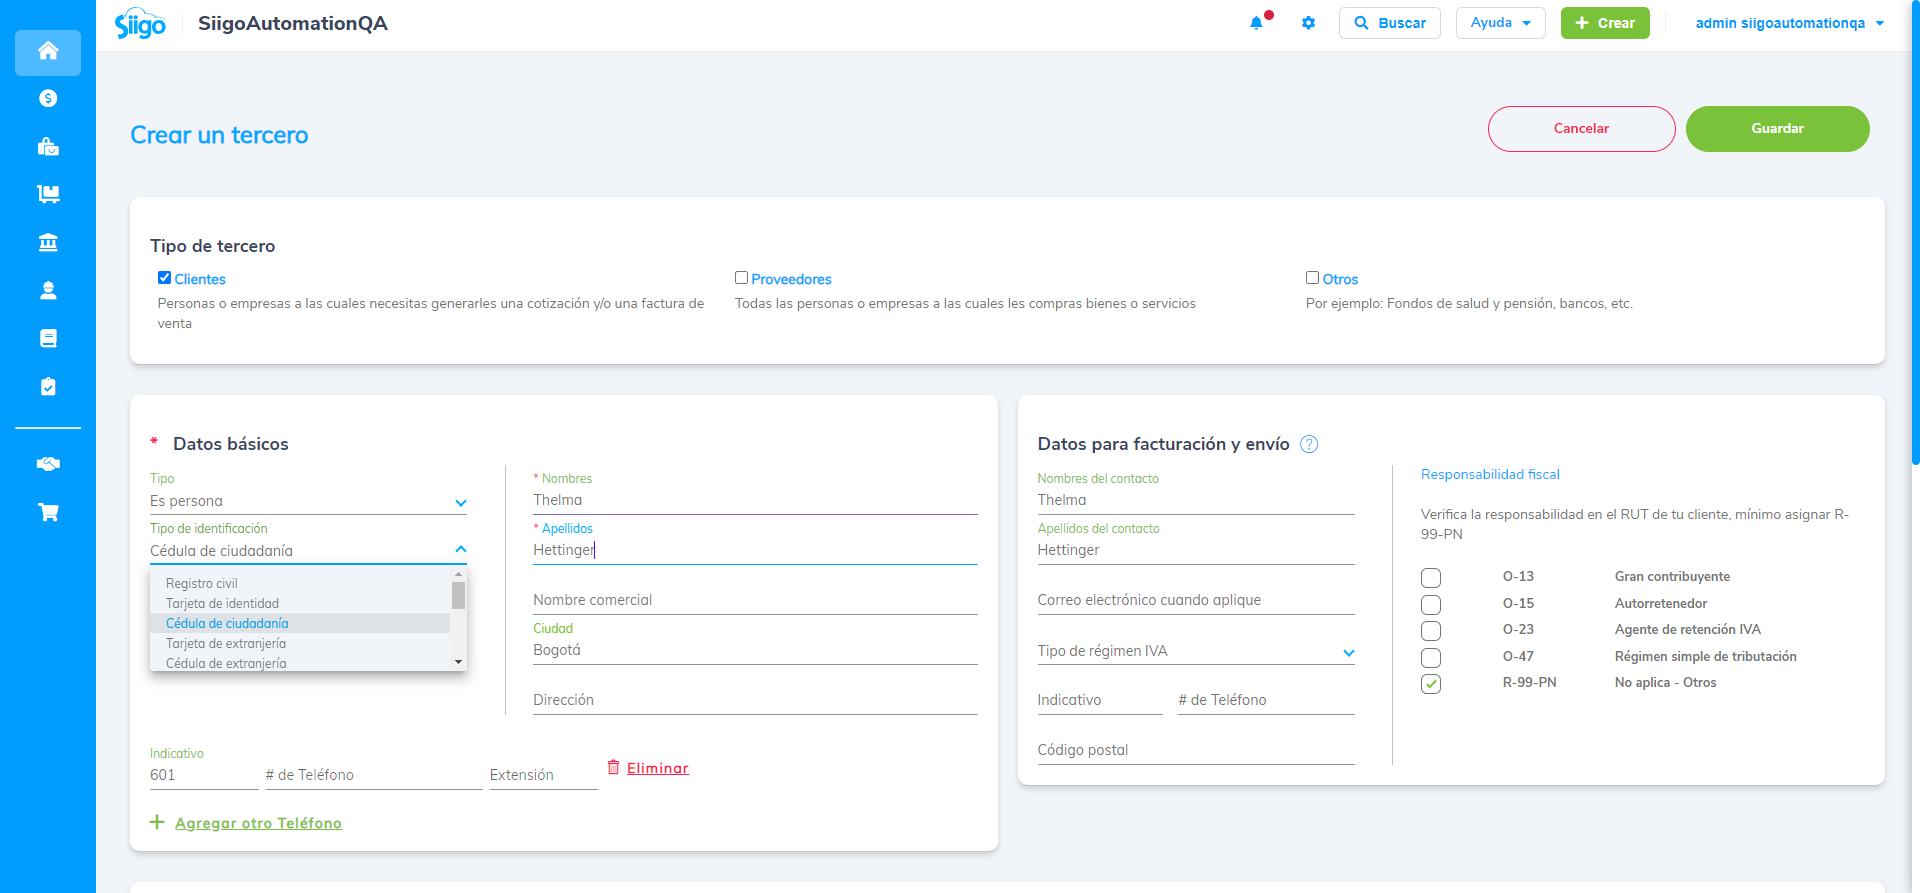 Siigo
SiigoAutomationQA
Buscar
Ayuda
Crear
admin siigoautomationqa
Crear un tercero
Cancelar
Guardar
Tipo de tercero
Clientes
Personas o empresas a las cuales necesitas generarles una cotización y/o una factura de
venta
Proveedores
Todas las personas o empresas a las cuales les compras bienes o servicios
Otros
Por ejemplo: Fondos de salud y pensión, bancos, etc.
* Datos básicos
Tipo
Es persona
Tipo de identificación
Cédula de ciudadanía
Registro civil
Tarjeta de identidad
Cédula de ciudadanía
Tarjeta de extranjería
Cédula de extranjería
* Nombres
Thelma
* Apellidos
Hettinger
Nombre comercial
Ciudad
Bogotá
Dirección
Indicativo
601
# de Teléfono
Extensión
Eliminar
Agregar otro Teléfono
Datos para facturación y envío ?
Nombres del contacto
Thelma
Apellidos del contacto
Hettinger
Correo electrónico cuando aplique
Tipo de régimen IVA
Indicativo
# de Teléfono
Código postal
Responsabilidad fiscal
Verifica la responsabilidad en el RUT de tu cliente, mínimo asignar R-
99-PN
O-13 Gran contribuyente
O-15 Autorretenedor
O-23 Agente de retención IVA
O-47 Régimen simple de tributación
R-99-PN No aplica - Otros